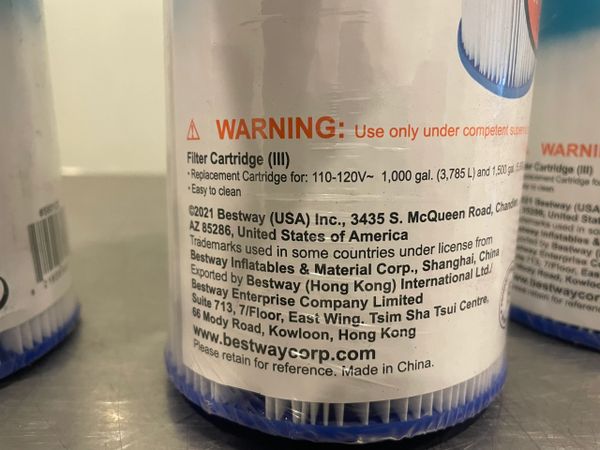 ⚠ WARNING: Use only under competent
Filter Cartridge (III)
• Replacement Cartridge for: 110-120V~ 1,000 gal. (3,785 L) and 1,500 gal.
• Easy to clean
©2021 Bestway (USA) Inc., 3435 S. McQueen Road,
AZ 85286, United States of America
Trademarks used in some countries under license from
Bestway Inflatables & Material Corp., Shanghai, China
Exported by Bestway (Hong Kong) International Ltd./
Bestway Enterprise Company Limited
Suite 713, 7/Floor, East Wing. Tsim Sha Tsui Centre,
66 Mody Road, Kowloon, Hong Kong
www.bestwaycorp.com
Please retain for reference. Made in China.
Cartridge (III)